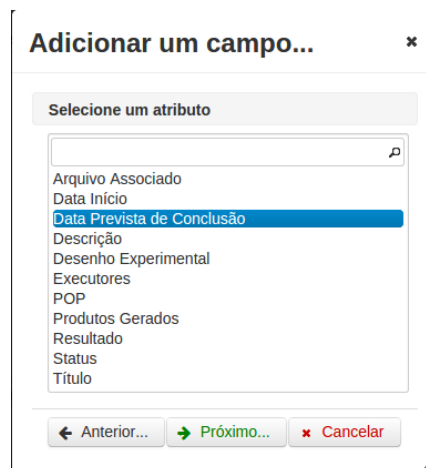 Adicionar um campo...
Selecione um atributo
Arquivo Associado
Data Início
Data Prevista de Conclusão
Descrição
Desenho Experimental
Executores
POP
Produtos Gerados
Resultado
Status
Título
Anterior... Próximo... Cancelar